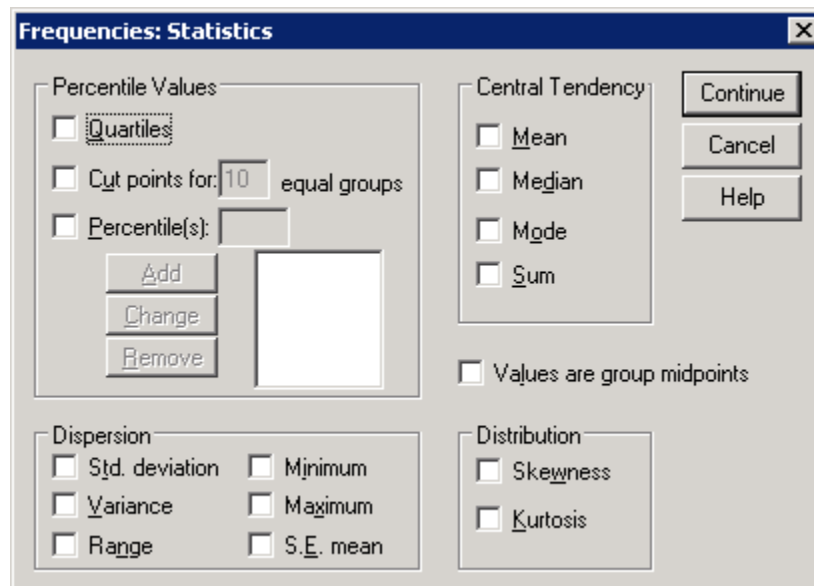 Frequencies: Statistics
Percentile Values
Quartiles
Cut points for: 10 equal groups
Percentile(s):
Add
Change
Remove
Central Tendency
Mean
Median
Mode
Sum
Continue
Cancel
Help
Values are group midpoints
Dispersion
Std. deviation Minimum
Variance Maximum
Range S.E. mean
Distribution
Skewness
Kurtosis